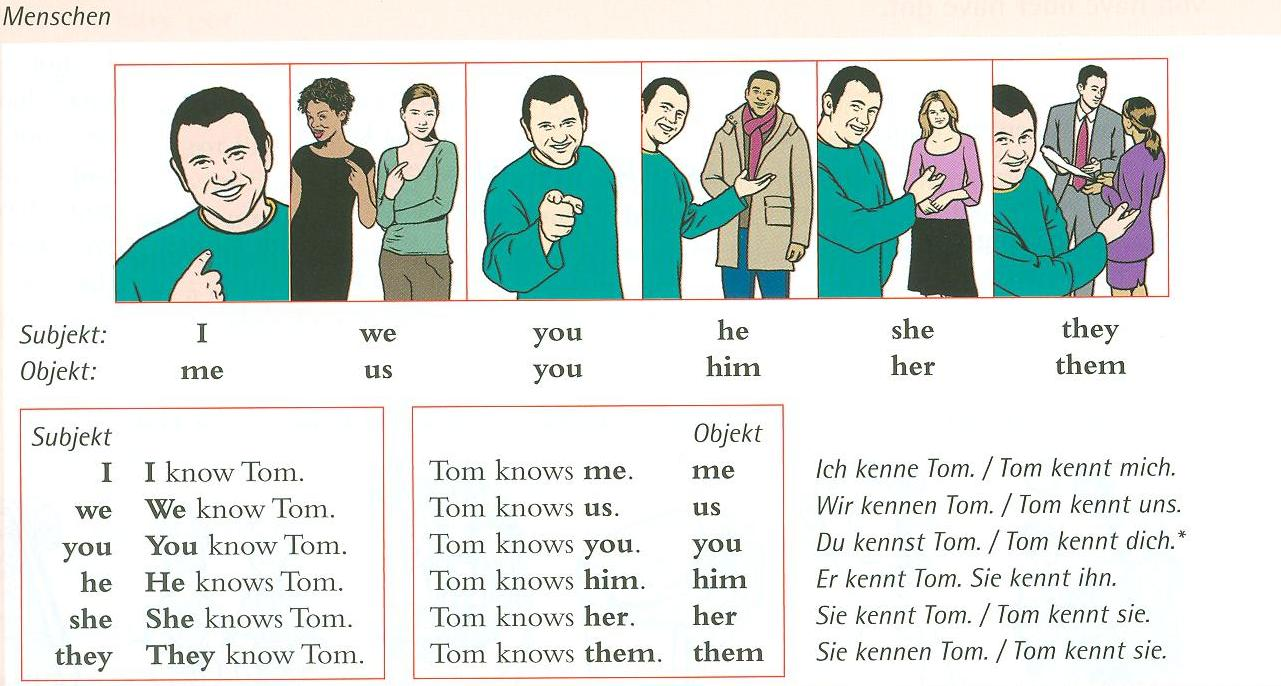 Menschen
Subjekt: I we you he she they
Objekt: me us you him her them
Subjekt
I I know Tom.
we We know Tom.
you You know Tom.
he He knows Tom.
she She knows Tom.
they They know Tom.
Objekt
Tom knows me. me
Tom knows us. us
Tom knows you. you
Tom knows him. him
Tom knows her. her
Tom knows them. them
Ich kenne Tom. / Tom kennt mich.
Wir kennen Tom. / Tom kennt uns.
Du kennst Tom. / Tom kennt dich.*
Er kennt Tom. Sie kennt ihn.
Sie kennt Tom. / Tom kennt sie.
Sie kennen Tom. / Tom kennt sie.